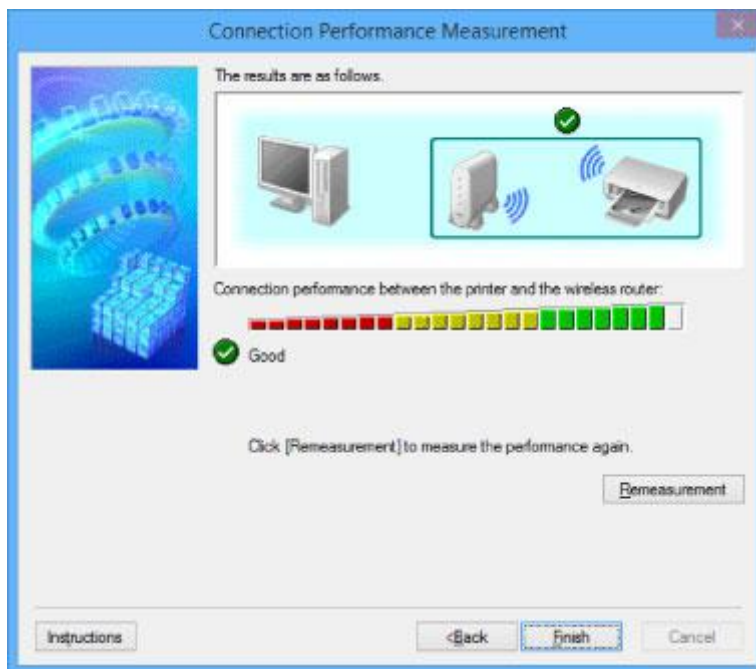 Connection Performance Measurement
The results are as follows.
Connection performance between the printer and the wireless router:
Good
Click [Remeasurement] to measure the performance again.
Remeasurement
Instructions
<Back
Finish
Cancel